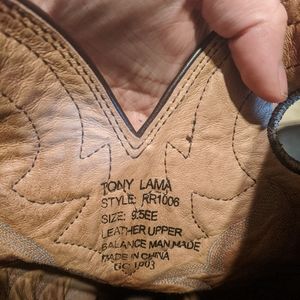 TONY LAMA
STYLE: RR1006
SIZE: 9.5EE
LEATHER UPPER
BALANCE MAN MADE
MADE IN CHINA